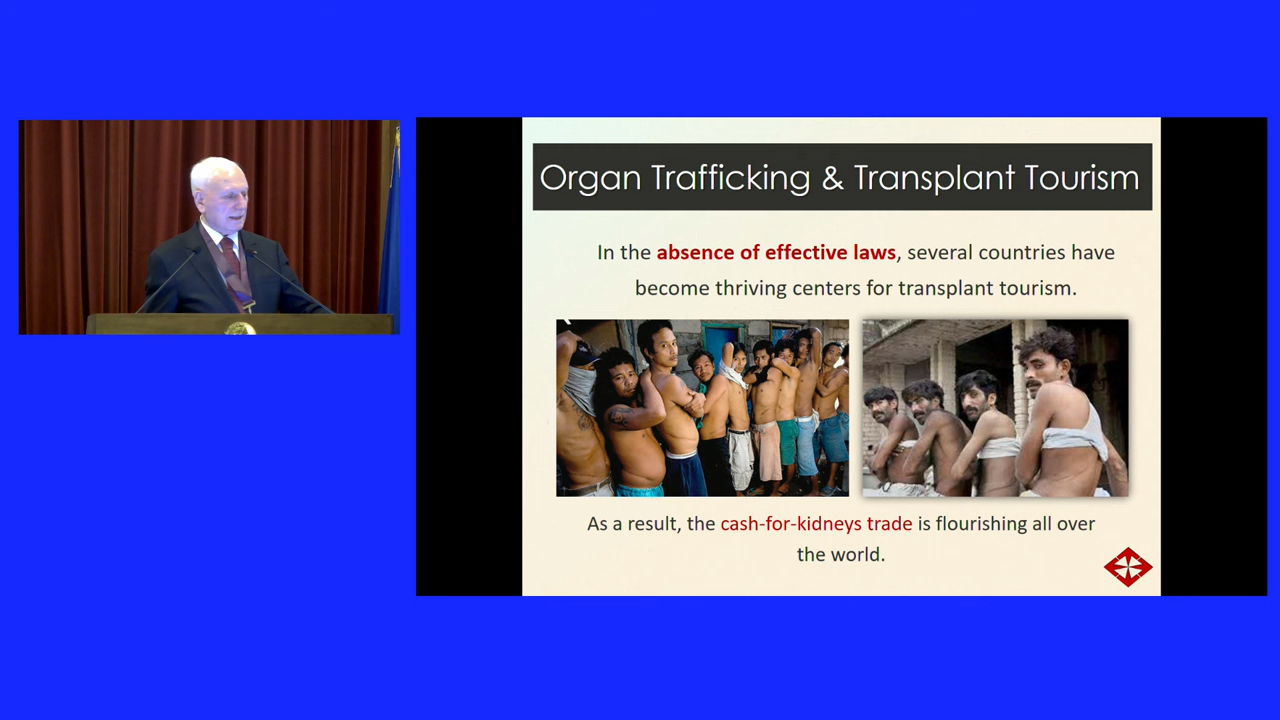 Organ Trafficking & Transplant Tourism
In the absence of effective laws, several countries have
become thriving centers for transplant tourism.
As a result, the cash-for-kidneys trade is flourishing all over
the world.